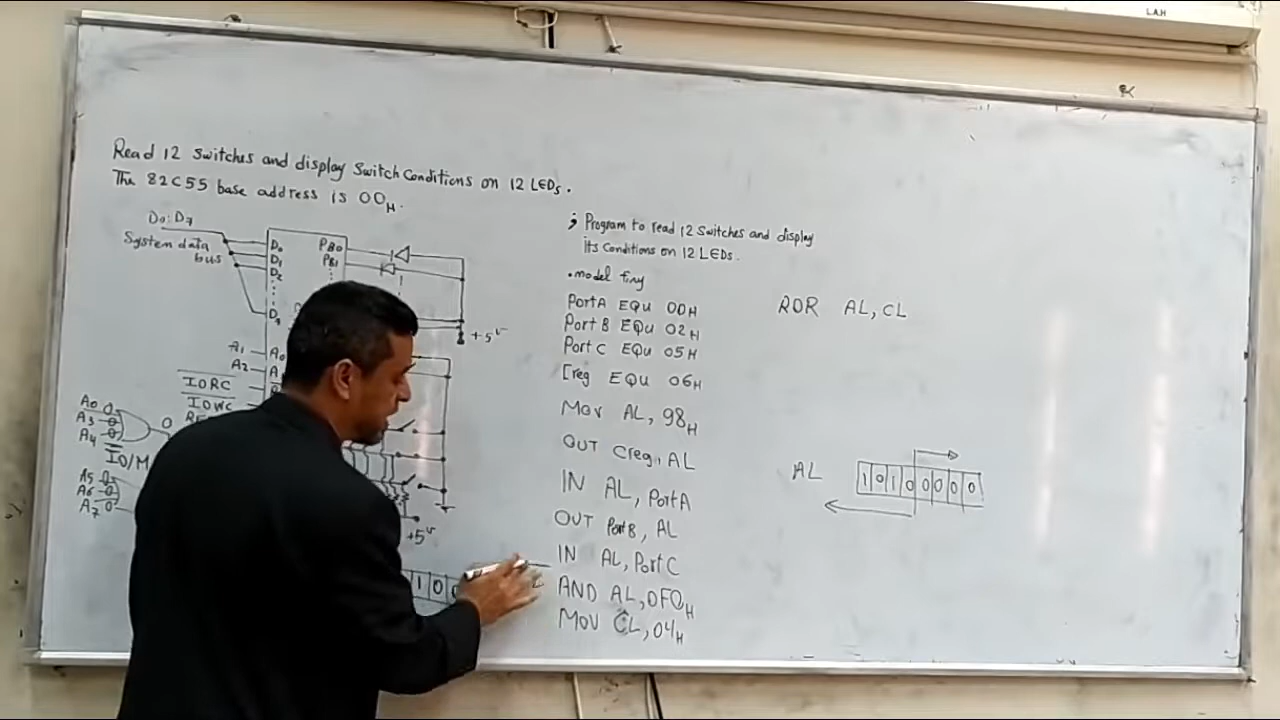 L.A.H
Read 12 switches and display Switch Conditions on 12 LEDs.
The 82C55 base address is 00H.
D0:D7
System data
bus
D0
D1
D2
PB0
PB1
+5v
A1
A2
A0
IORC
IOWC
A0
A3
A4
IO/M
A5
A6
A7
0
+5v
1 0 0
; Program to read 12 switches and display
its Conditions on 12 LEDs.
.model tiny
PortA EQU 00H
Port B EQU 02H
Port C EQU 05H
Creg EQU 06H
Mov AL, 98H
OUT Creg, AL
IN AL, PortA
OUT PortB, AL
IN AL, PortC
AND AL, 0F0H
MOV CL, 04H
ROR AL, CL
AL 1 0 1 0 0 0 0 0